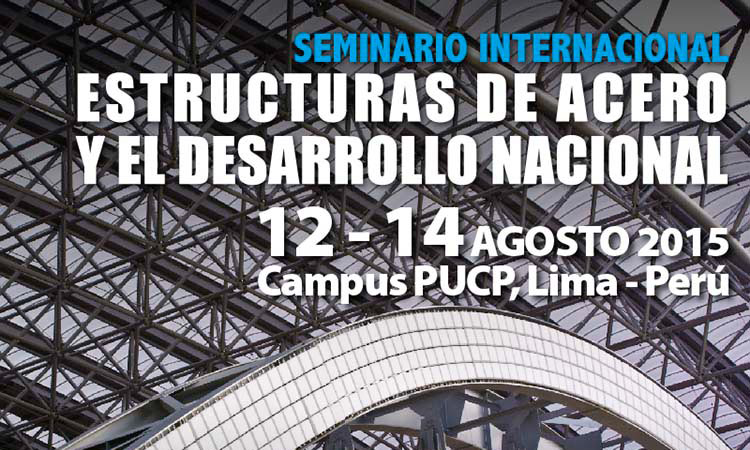 SEMINARIO INTERNACIONAL
ESTRUCTURAS DE ACERO
Y EL DESARROLLO NACIONAL
12 - 14 AGOSTO 2015
Campus PUCP, Lima - Perú